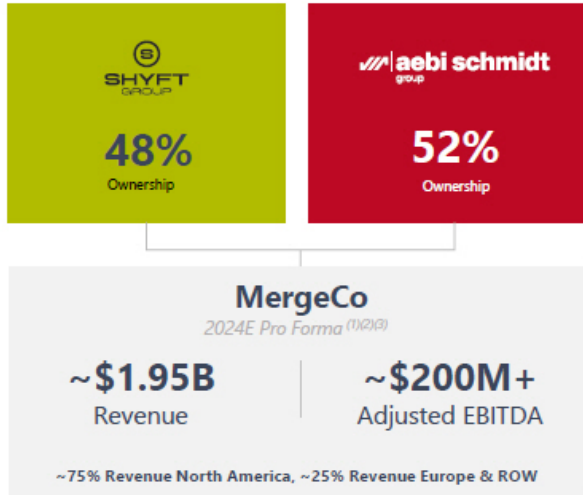 S
SHYFT
GROUP
48%
Ownership
aebi schmidt
group
52%
Ownership
MergeCo
2024E Pro Forma (1)(2)(3)
~$1.95B
Revenue
~$200M+
Adjusted EBITDA
~75% Revenue North America, ~25% Revenue Europe & ROW